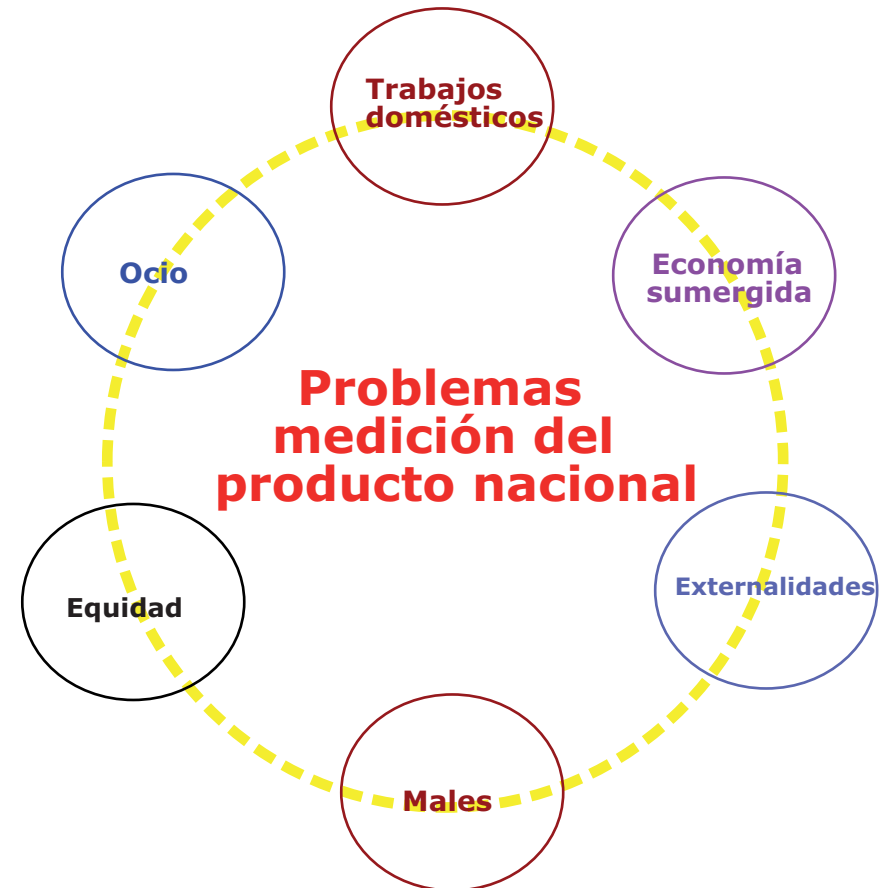 Trabajos
domésticos
Ocio
Economía
sumergida
Problemas
medición del
producto nacional
Externalidades
Equidad
Males